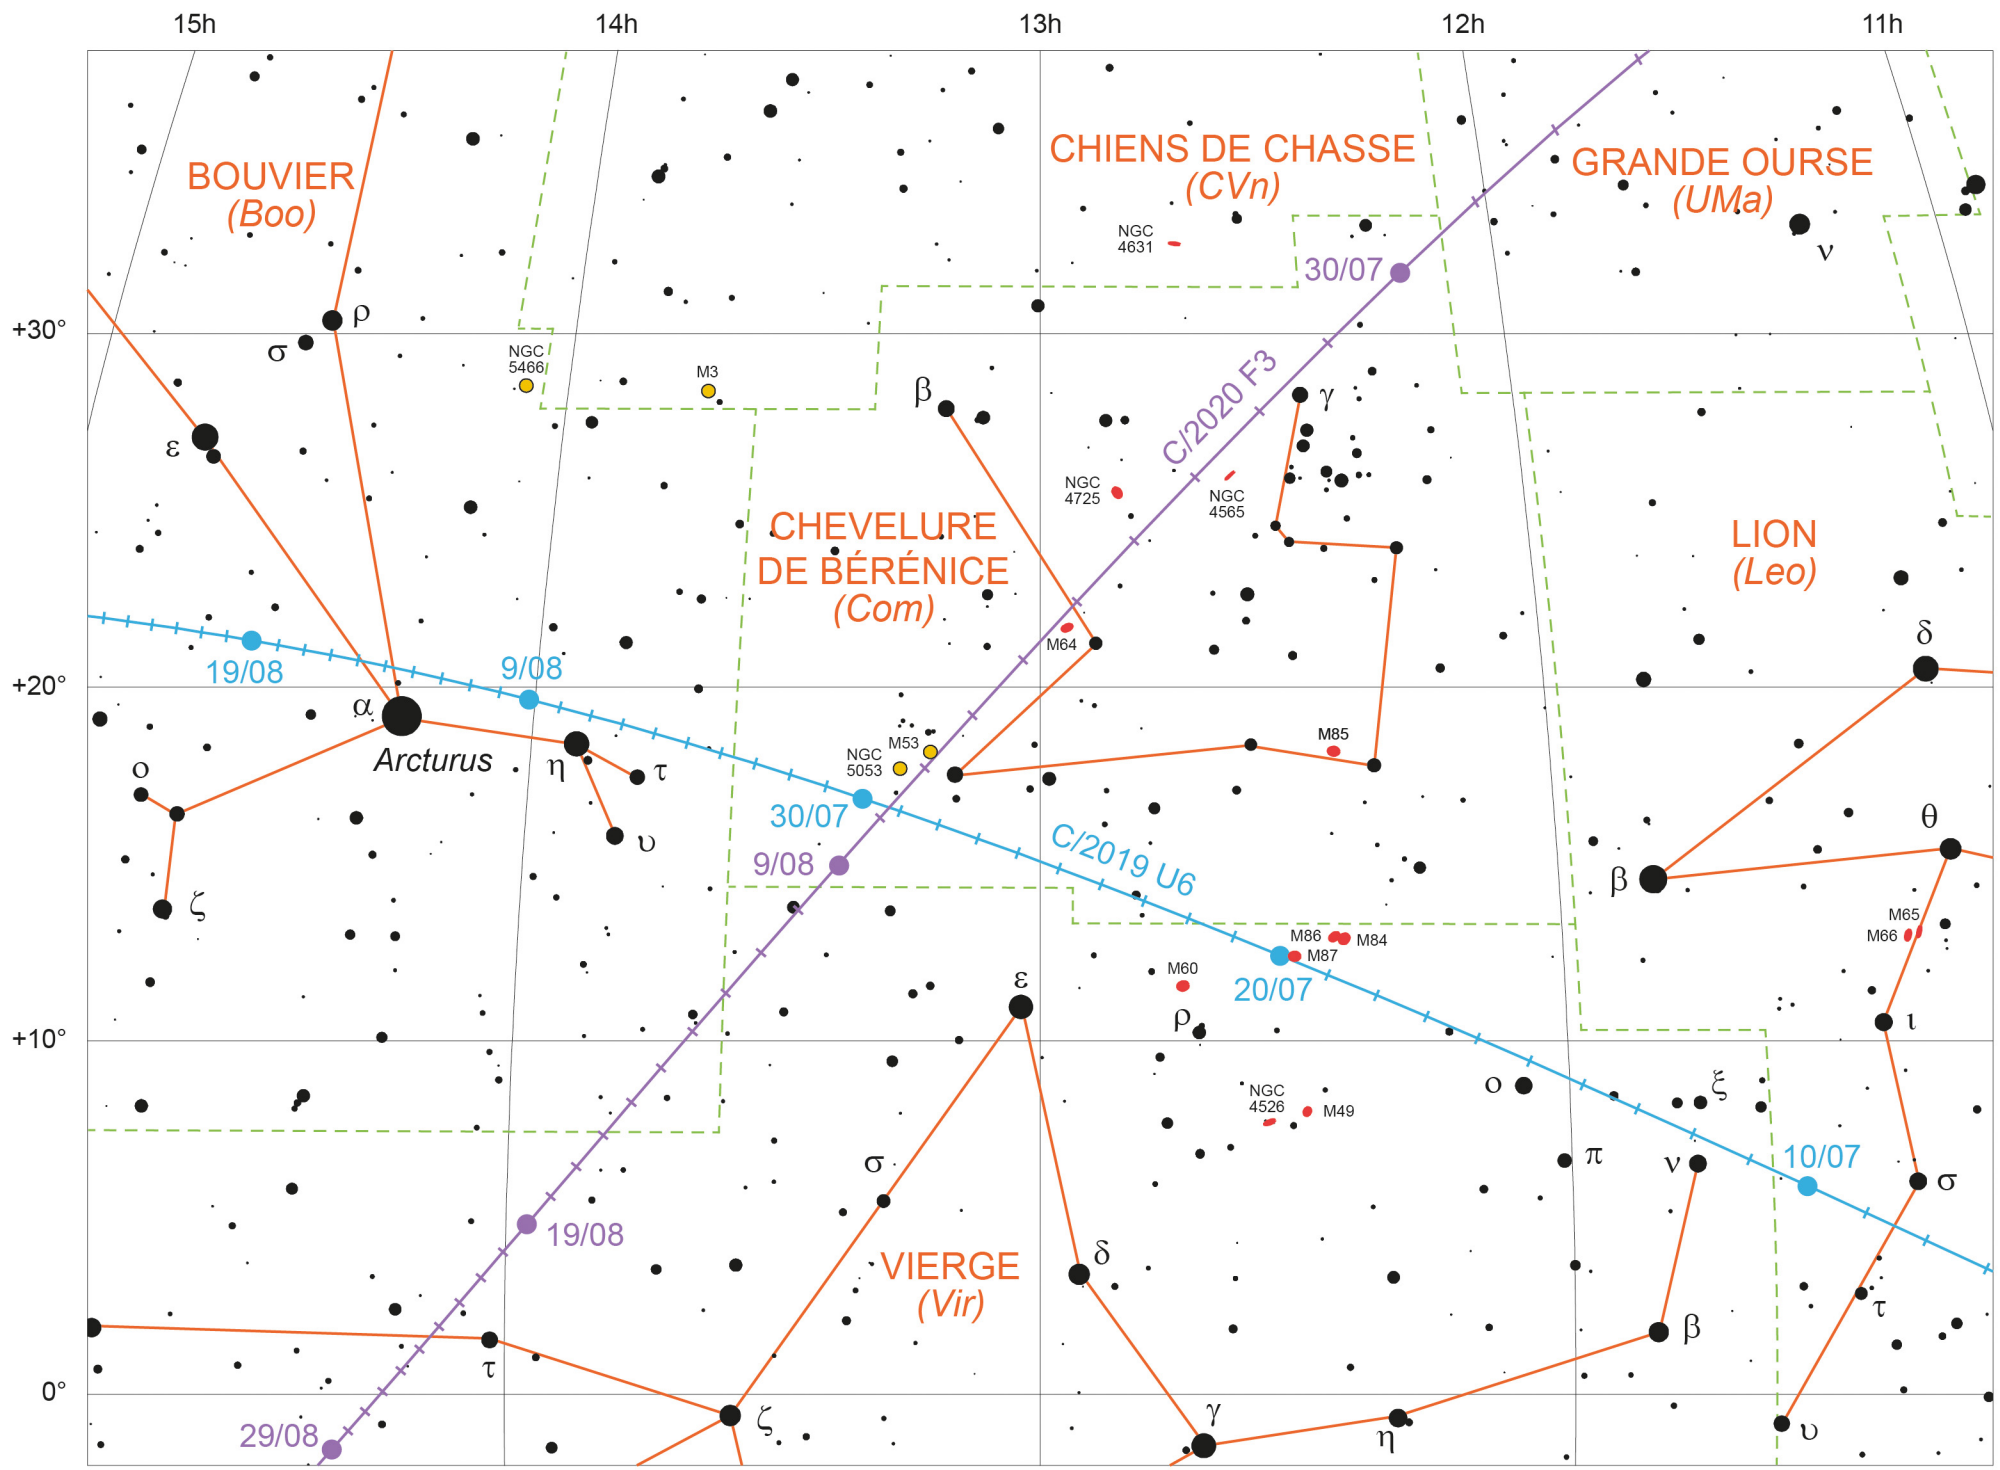 15h
14h
13h
12h
11h
BOUVIER
(Boo)
CHIENS DE CHASSE
(CVn)
GRANDE OURSE
(UMa)
NGC
4631
30/07
ν
+30°
ρ
σ
NGC
5466
M3
β
γ
C/2020 F3
ε
NGC
4725
NGC
4565
CHEVELURE
DE BÉRÉNICE
(Com)
LION
(Leo)
M64
δ
19/08
9/08
+20°
α
Arcturus
η
τ
υ
ο
ζ
NGC
5053
M53
M85
30/07
9/08
C/2019 U6
θ
β
M65
M66
M86
M84
M87
M60
20/07
ε
ρ
ι
+10°
ο
ξ
NGC
4526
M49
π
ν
10/07
σ
σ
19/08
δ
VIERGE
(Vir)
τ
β
τ
0°
ζ
γ
η
υ
29/08